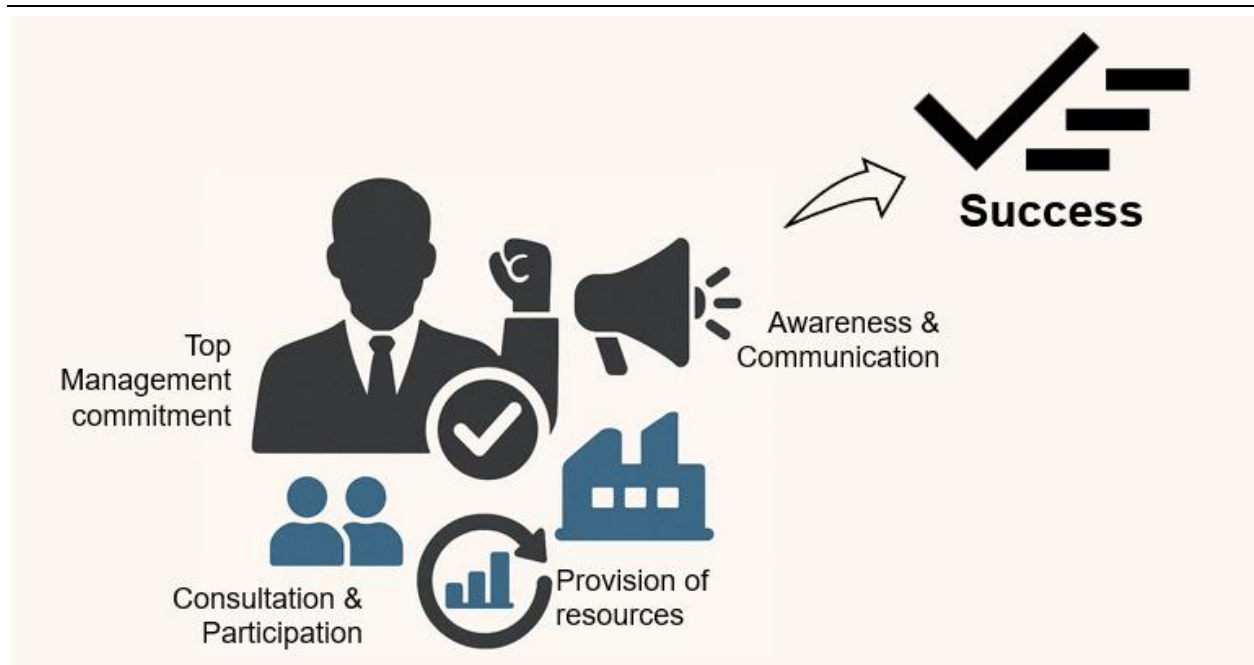 Success
Awareness &
Communication
Top
Management
commitment
Provision of
resources
Consultation &
Participation